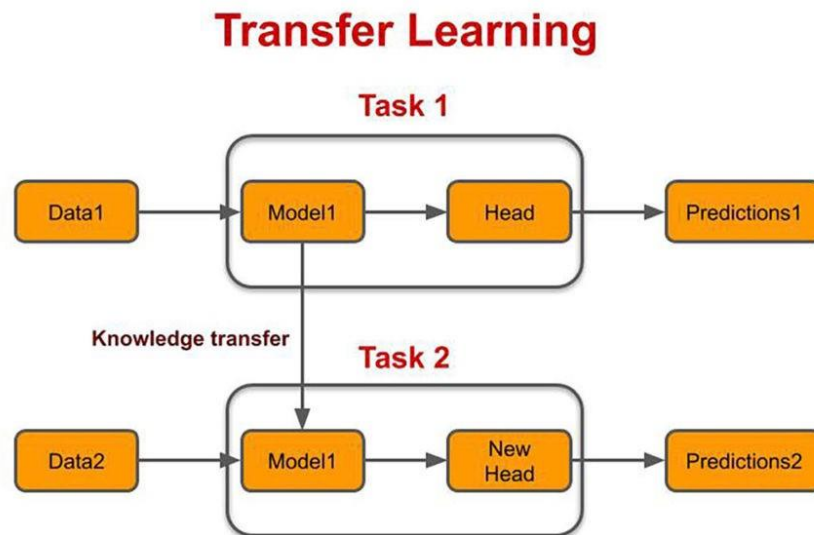 Transfer Learning
Task 1
Data1
Model1
Head
Predictions1
Knowledge transfer
Task 2
Data2
Model1
New
Head
Predictions2